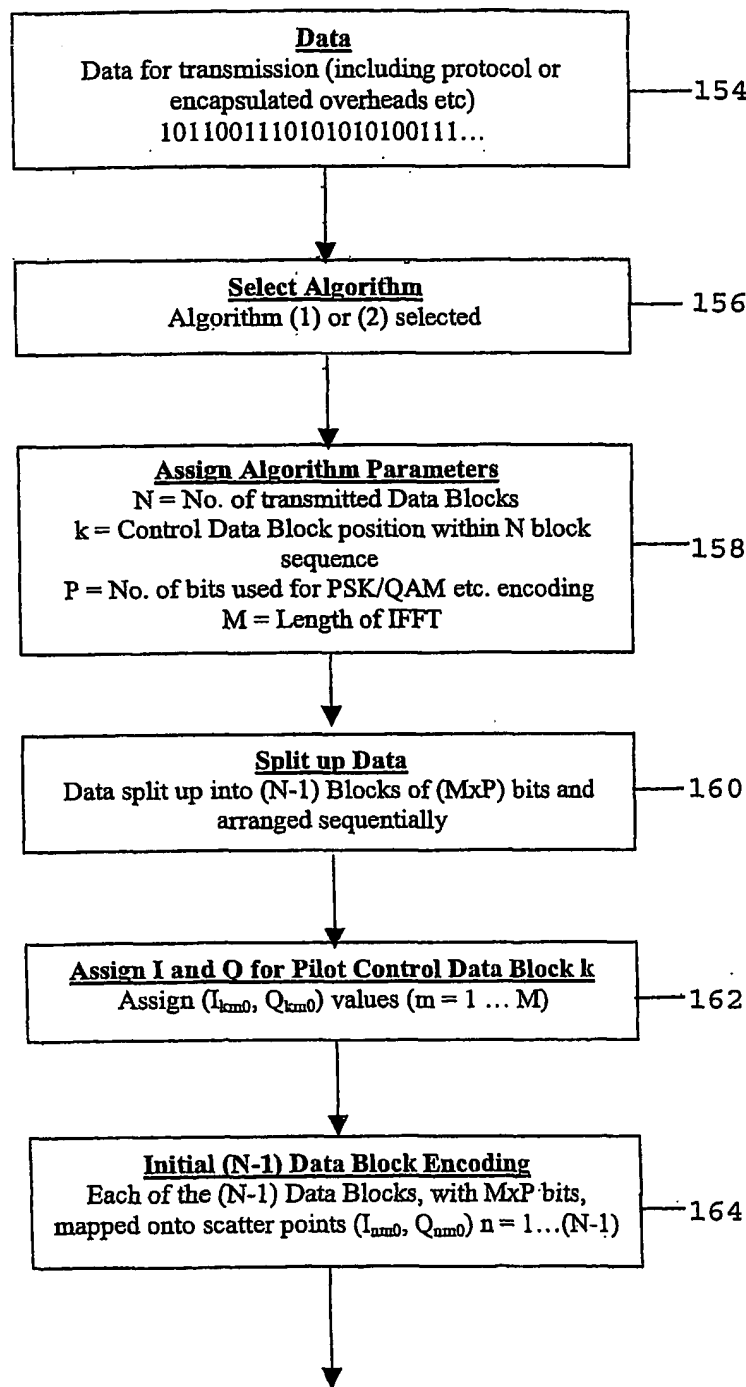 Data
Data for transmission (including protocol or
encapsulated overheads etc)
1011001110101010100111...
154
Select Algorithm
Algorithm (1) or (2) selected
156
Assign Algorithm Parameters
N = No. of transmitted Data Blocks
k = Control Data Block position within N block
sequence
P = No. of bits used for PSK/QAM etc. encoding
M = Length of IFFT
158
Split up Data
Data split up into (N-1) Blocks of (MxP) bits and
arranged sequentially
160
Assign I and Q for Pilot Control Data Block k
Assign (Ikm0, Qkm0) values (m = 1 ... M)
162
Initial (N-1) Data Block Encoding
Each of the (N-1) Data Blocks, with MxP bits,
mapped onto scatter points (Inm0, Qnm0) n = 1...(N-1)
164